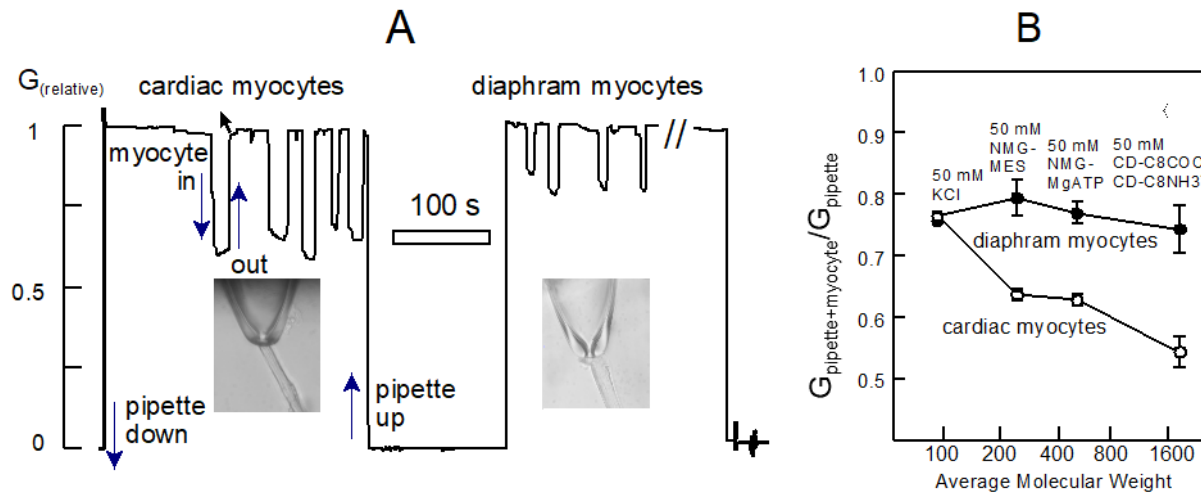 A
G(relative)
cardiac myocytes
diaphram myocytes
1
myocyte
in
out
100 s
0.5
pipette
down
pipette
up
0
//
B
G pipette+myocyte/G pipette
1.0
0.9
0.8
0.7
0.6
0.5
50 mM
KCl
50 mM
NMG-
MES
50 mM
NMG-
MgATP
50 mM
CD-C8COC
CD-C8NH3
diaphram myocytes
cardiac myocytes
100 200 400 800 1600
Average Molecular Weight